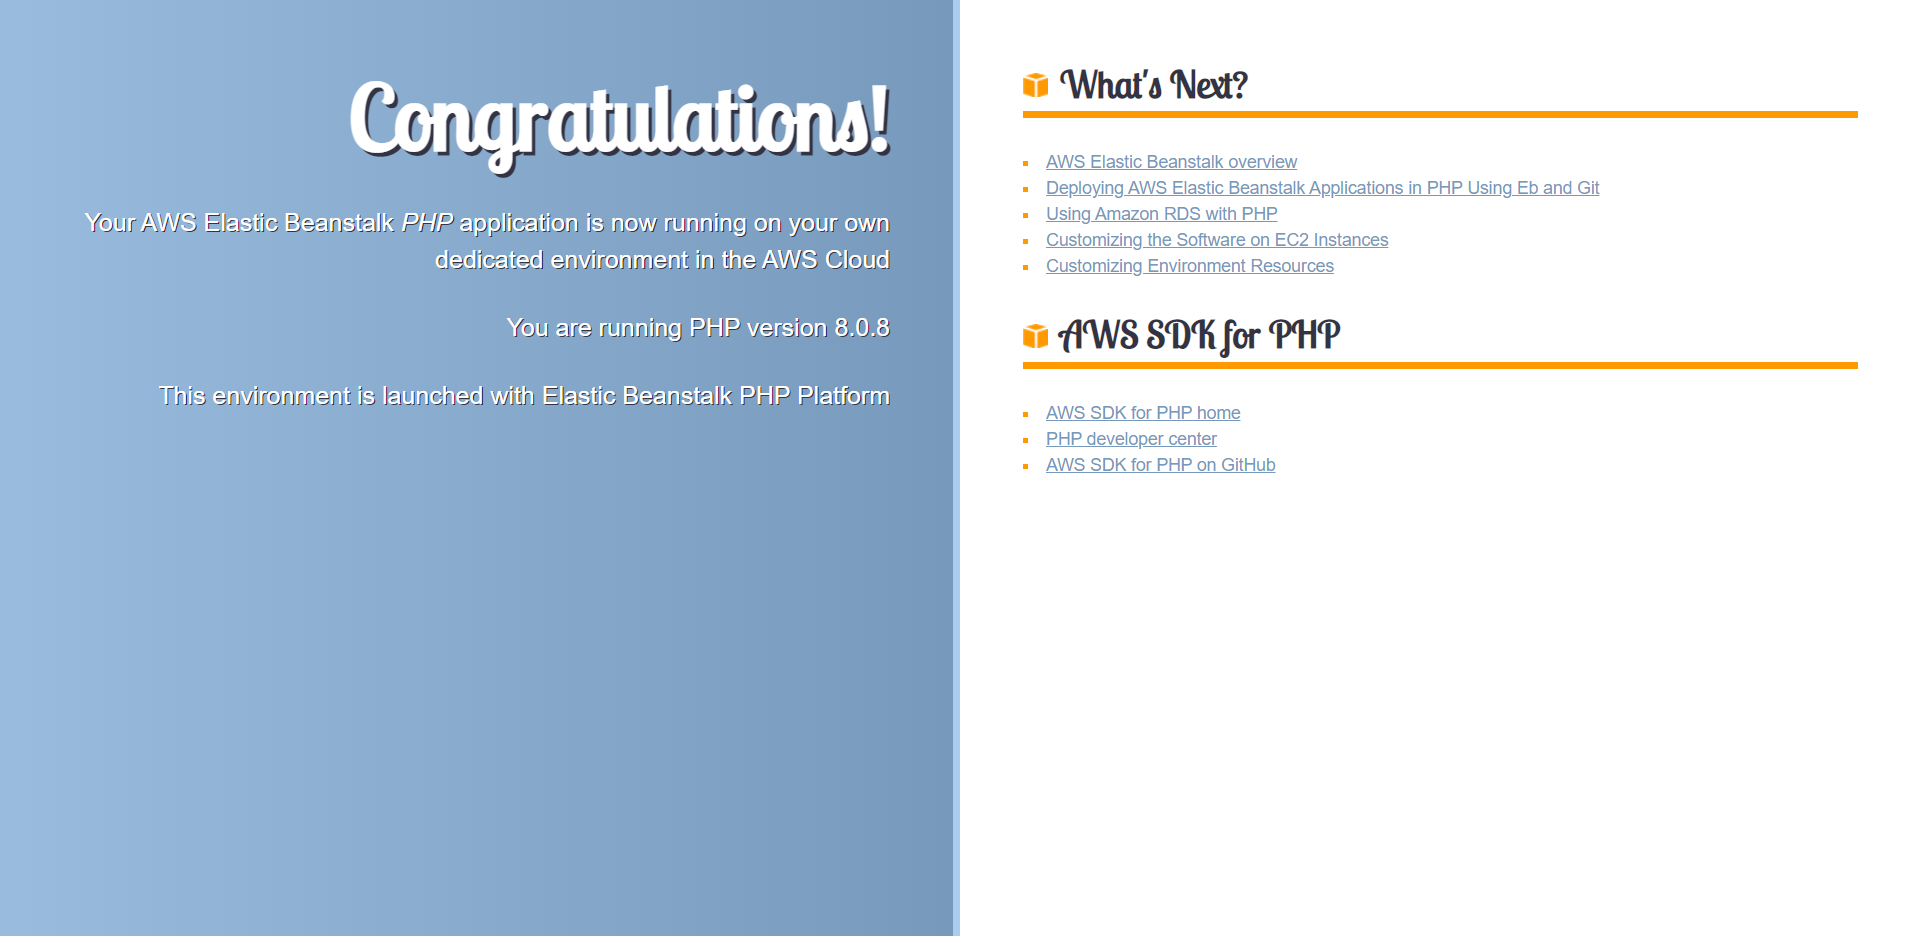 Congratulations!
Your AWS Elastic Beanstalk PHP application is now running on your own
dedicated environment in the AWS Cloud
You are running PHP version 8.0.8
This environment is launched with Elastic Beanstalk PHP Platform
What's Next?
AWS Elastic Beanstalk overview
Deploying AWS Elastic Beanstalk Applications in PHP Using Eb and Git
Using Amazon RDS with PHP
Customizing the Software on EC2 Instances
Customizing Environment Resources
AWS SDK for PHP
AWS SDK for PHP home
PHP developer center
AWS SDK for PHP on GitHub